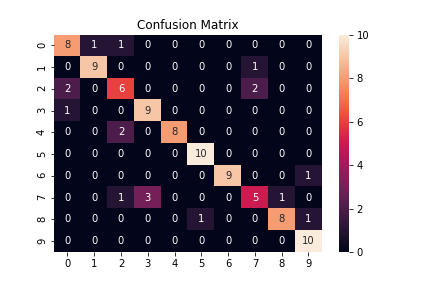 Confusion Matrix
0 8 1 1 0 0 0 0 0 0 0
1 0 9 0 0 0 0 0 1 0 0
2 2 0 6 0 0 0 0 2 0 0
3 1 0 0 9 0 0 0 0 0 0
4 0 0 2 0 8 0 0 0 0 0
5 0 0 0 0 0 10 0 0 0 0
6 0 0 0 0 0 0 9 0 0 1
7 0 0 1 3 0 0 0 5 1 0
8 0 0 0 0 0 1 0 0 8 1
9 0 0 0 0 0 0 0 0 0 10
0 1 2 3 4 5 6 7 8 9
10
8
6
4
2
0